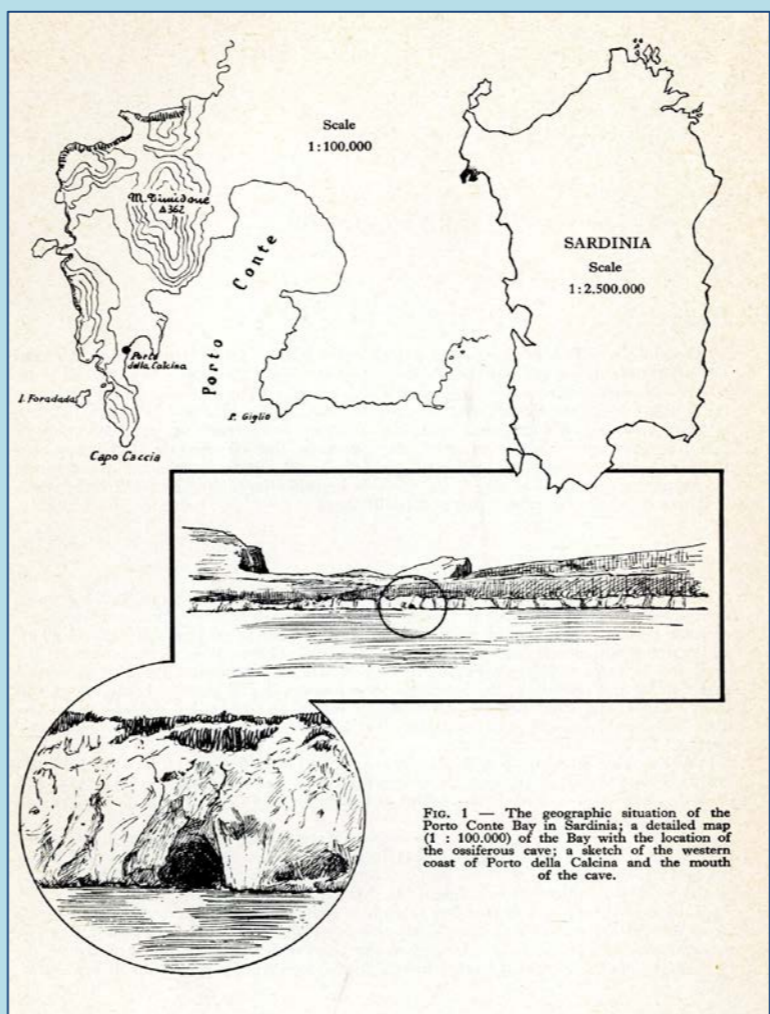 Scale
1:100.000
M. Timidone
Δ362
Porto Conte
Porto
della Calcina
I. Foradada
P. Giglio
Capo Caccia
SARDINIA
Scale
1:2.500.000
FIG. 1 — The geographic situation of the
Porto Conte Bay in Sardinia; a detailed map
(1 : 100.000) of the Bay with the location of
the ossiferous cave; a sketch of the western
coast of Porto della Calcina and the mouth
of the cave.